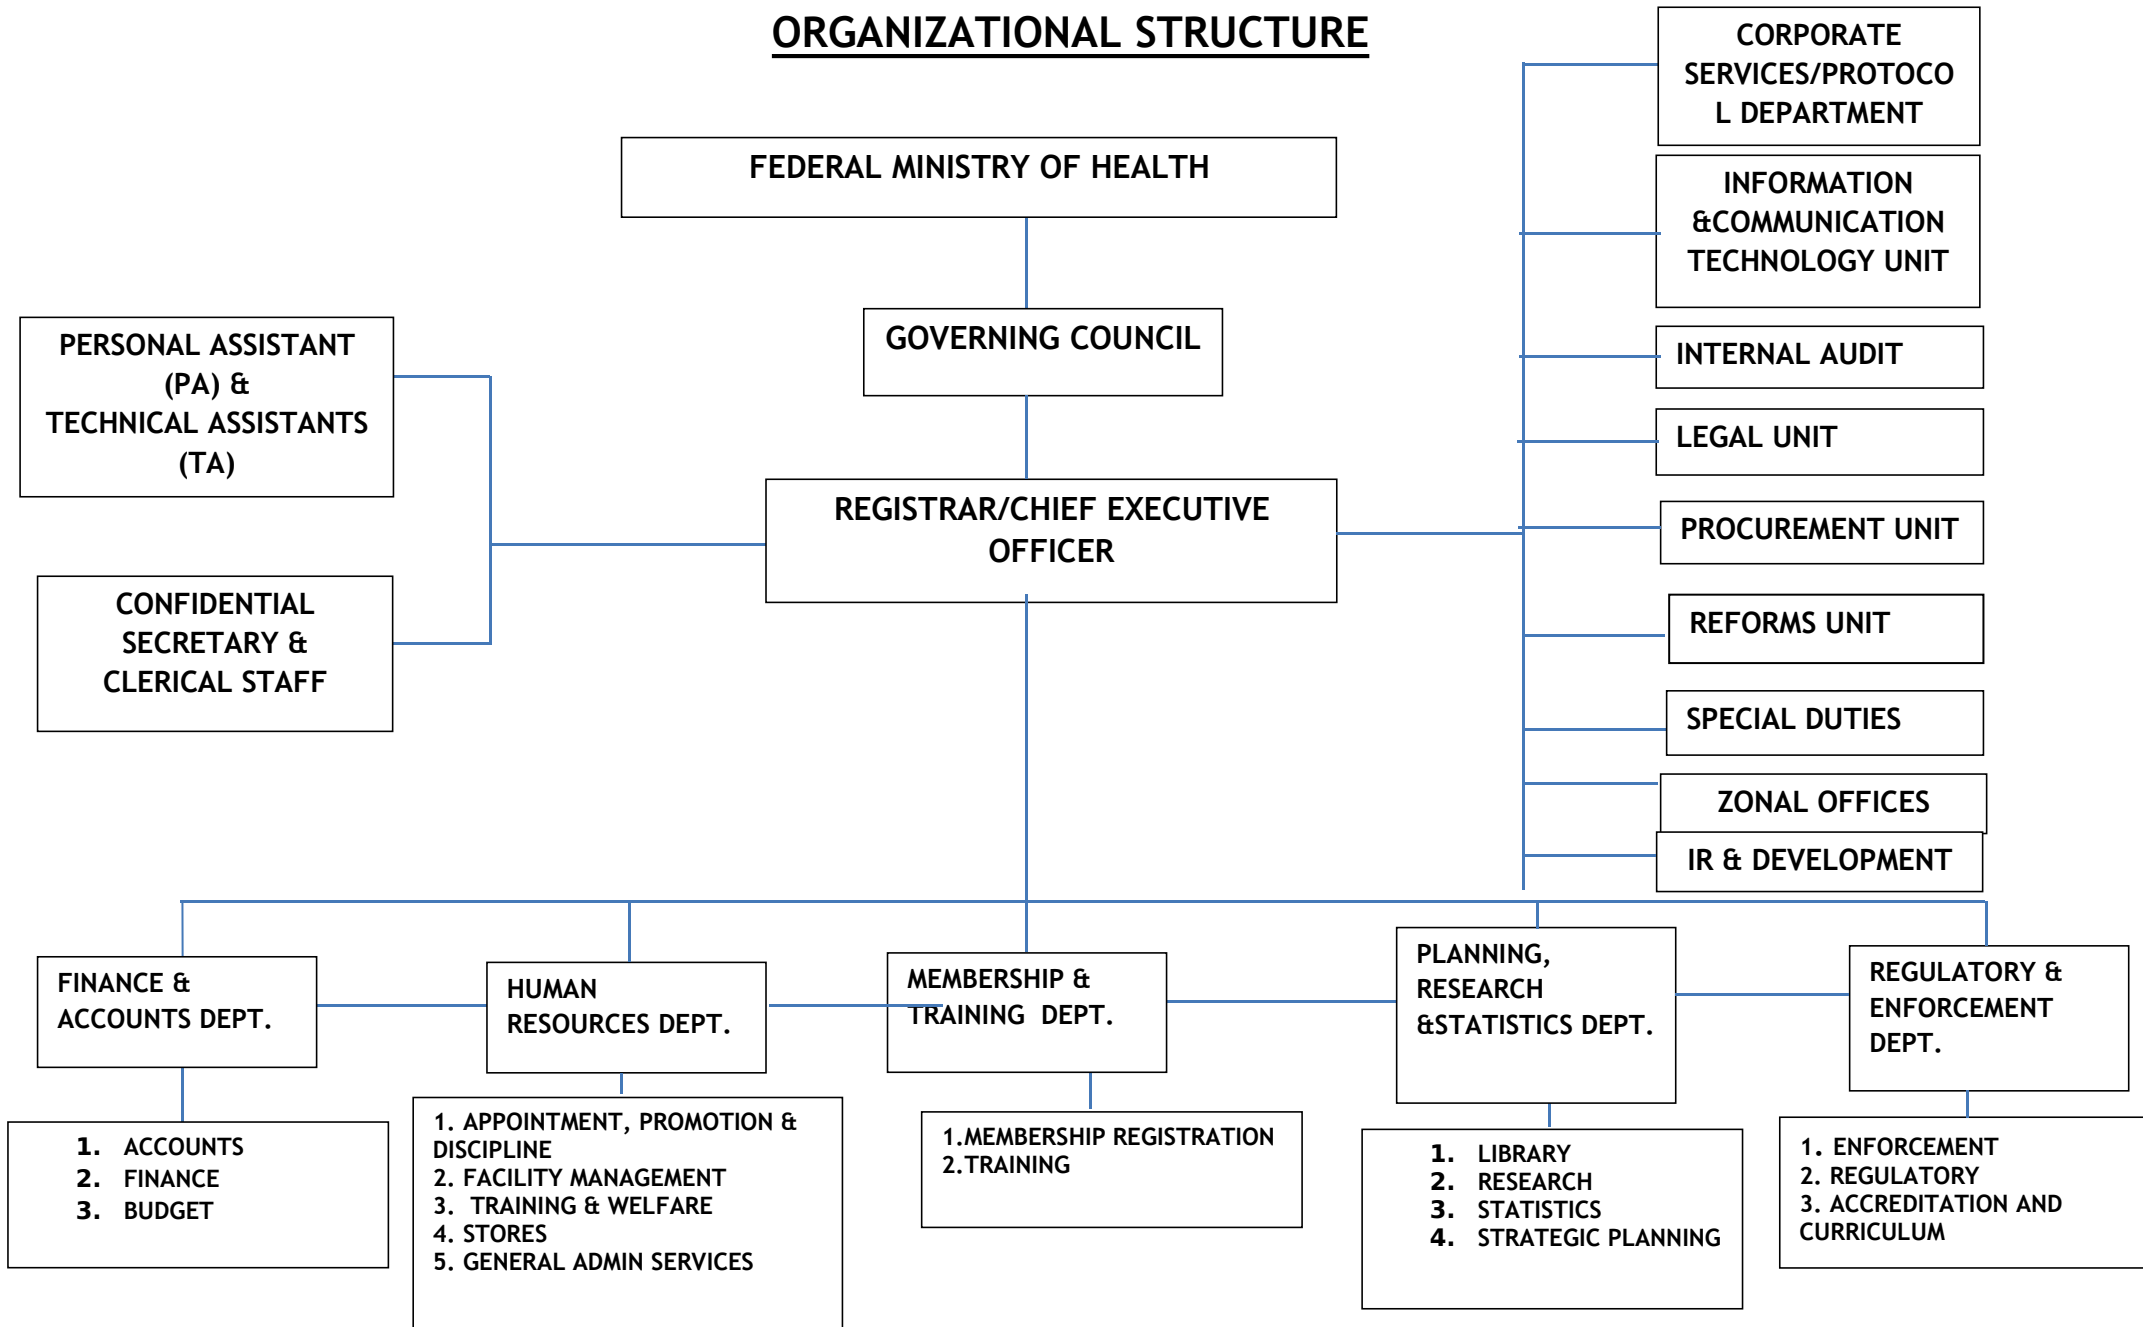 ORGANIZATIONAL STRUCTURE
CORPORATE
SERVICES/PROTOCO
L DEPARTMENT
FEDERAL MINISTRY OF HEALTH
INFORMATION
&COMMUNICATION
TECHNOLOGY UNIT
GOVERNING COUNCIL
PERSONAL ASSISTANT
(PA) &
TECHNICAL ASSISTANTS
(TA)
INTERNAL AUDIT
LEGAL UNIT
REGISTRAR/CHIEF EXECUTIVE
OFFICER
PROCUREMENT UNIT
CONFIDENTIAL
SECRETARY &
CLERICAL STAFF
REFORMS UNIT
SPECIAL DUTIES
ZONAL OFFICES
IR & DEVELOPMENT
FINANCE &
ACCOUNTS DEPT.
HUMAN
RESOURCES DEPT.
MEMBERSHIP &
TRAINING  DEPT.
PLANNING,
RESEARCH
&STATISTICS DEPT.
REGULATORY &
ENFORCEMENT
DEPT.
1. ACCOUNTS
2. FINANCE
3. BUDGET
1. APPOINTMENT, PROMOTION &
DISCIPLINE
2. FACILITY MANAGEMENT
3.  TRAINING & WELFARE
4. STORES
5. GENERAL ADMIN SERVICES
1.MEMBERSHIP REGISTRATION
2.TRAINING
1. LIBRARY
2. RESEARCH
3. STATISTICS
4. STRATEGIC PLANNING
1. ENFORCEMENT
2. REGULATORY
3. ACCREDITATION AND
CURRICULUM